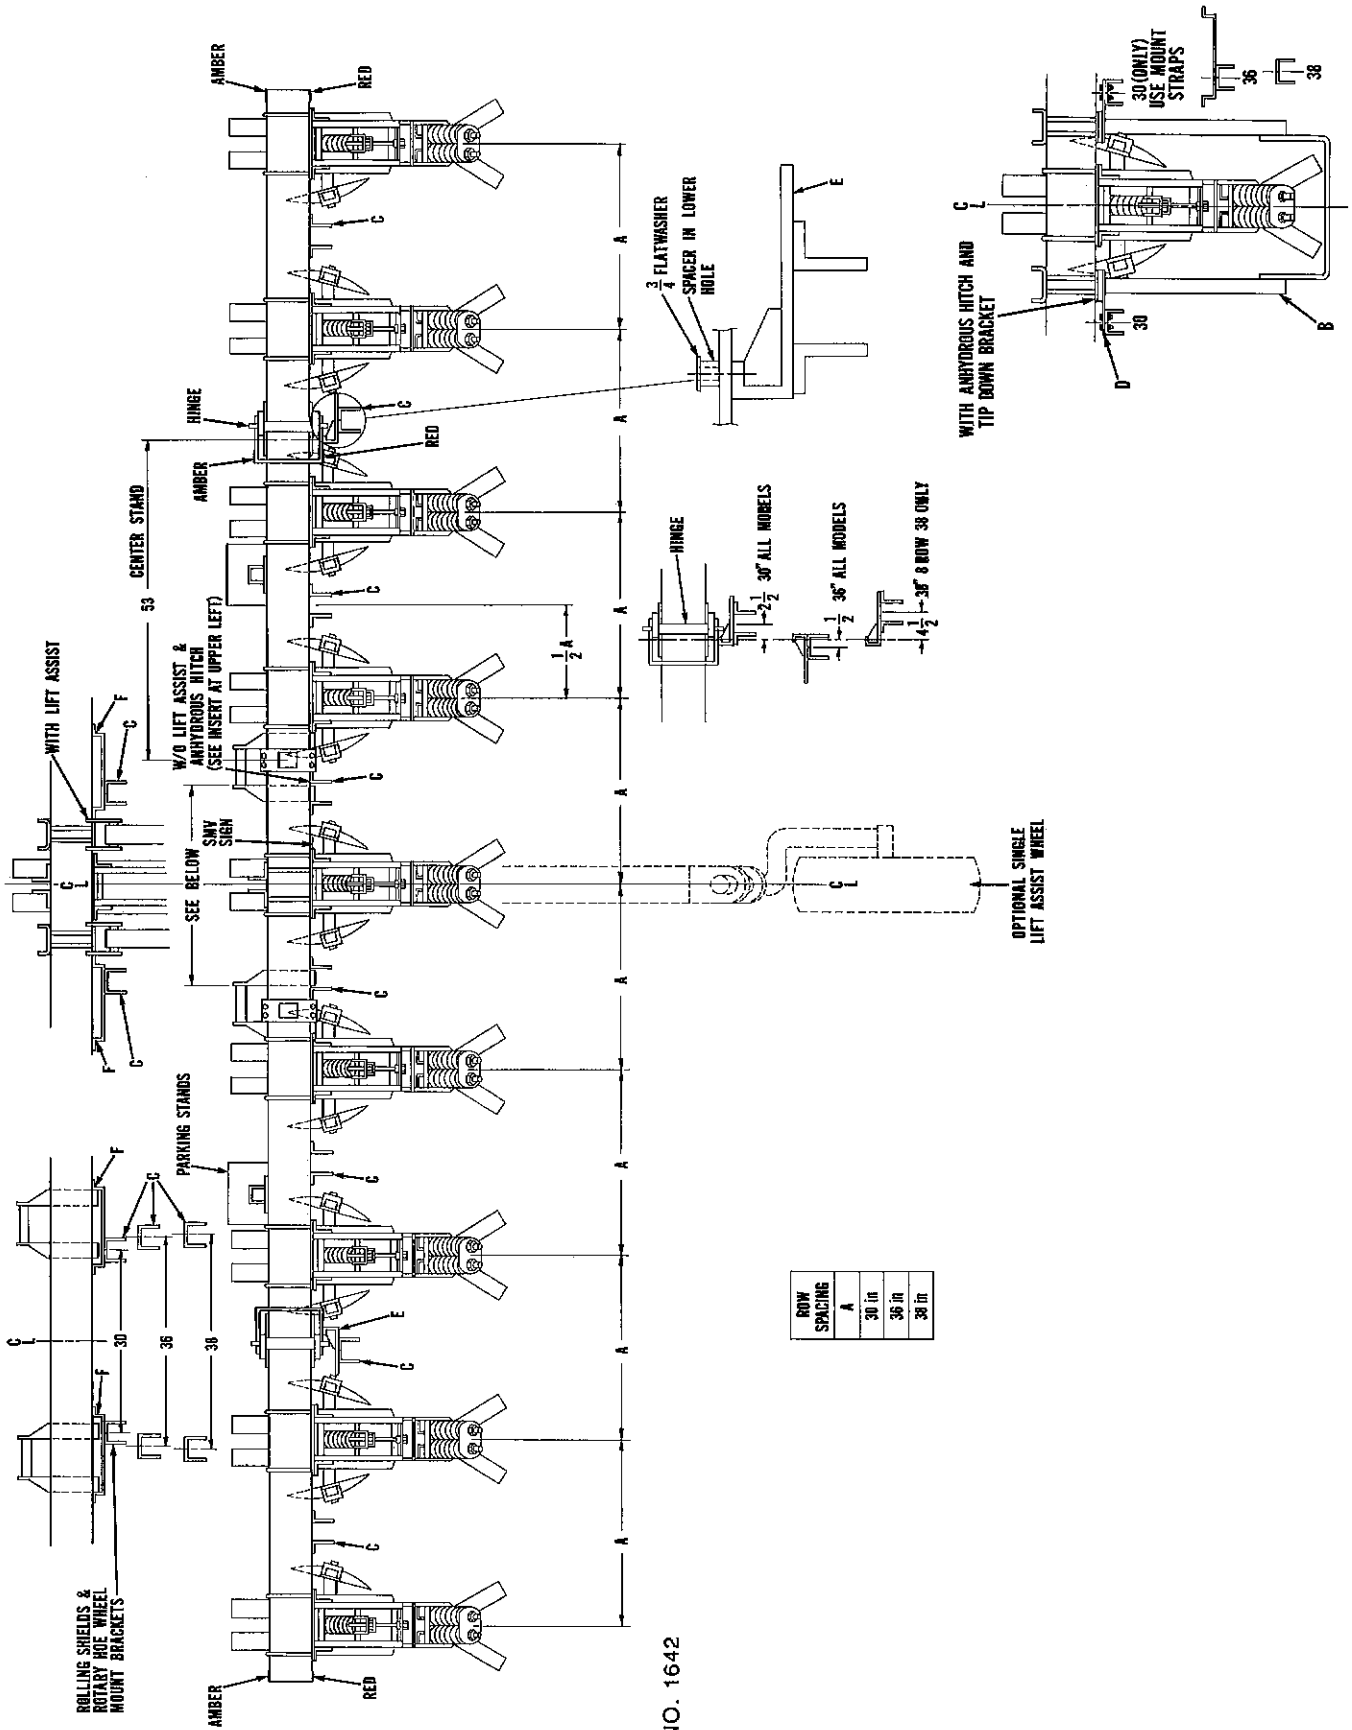 ROLLING SHIELDS &
ROTARY HOE WHEEL
MOUNT BRACKETS
C
L
F
F
30
36
38
C
PARKING STANDS
F
C
C
L
WITH LIFT ASSIST
F
C
SEE BELOW
SMV
SIGN
W/O LIFT ASSIST &
ANHYDROUS HITCH
(SEE INSERT AT UPPER LEFT)
53
CENTER STAND
AMBER
HINGE
RED
AMBER
RED
AMBER
RED
C
C
E
C
C
C
C
C
C
A
A
A
A
A
A
A
A
1/2 A
3/4 FLATWASHER
SPACER IN LOWER
HOLE
E
HINGE
2 1/2 30" ALL MODELS
1/2 36" ALL MODELS
4 1/2 38" 8 ROW 38 ONLY
C
L
OPTIONAL SINGLE
LIFT ASSIST WHEEL
ROW
SPACING
A
30 in
36 in
38 in
WITH ANHYDROUS HITCH AND
TIP DOWN BRACKET
C
L
D
30
B
30 (ONLY)
USE MOUNT
STRAPS
36
38
NO. 1642